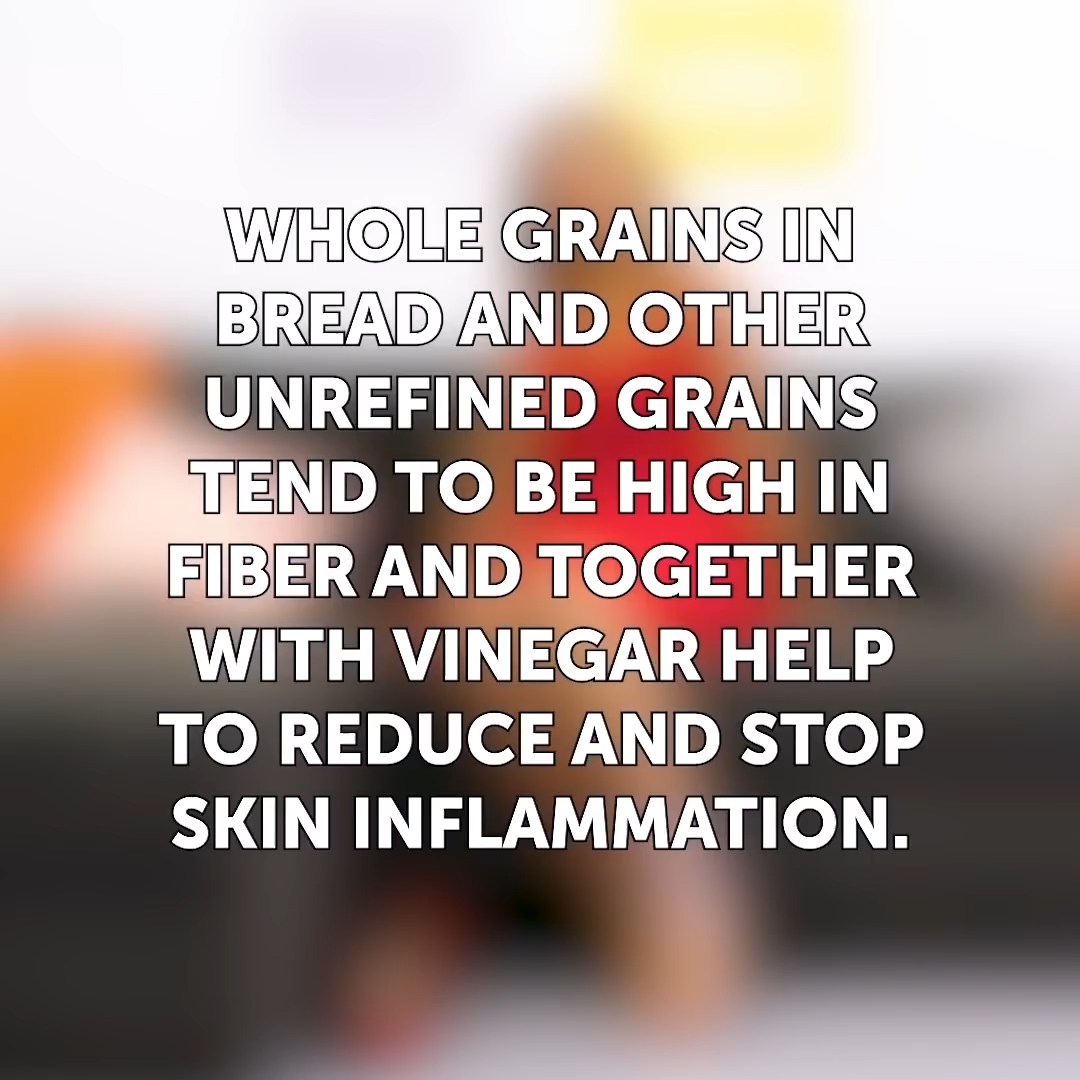 WHOLE GRAINS IN
BREAD AND OTHER
UNREFINED GRAINS
TEND TO BE HIGH IN
FIBER AND TOGETHER
WITH VINEGAR HELP
TO REDUCE AND STOP
SKIN INFLAMMATION.